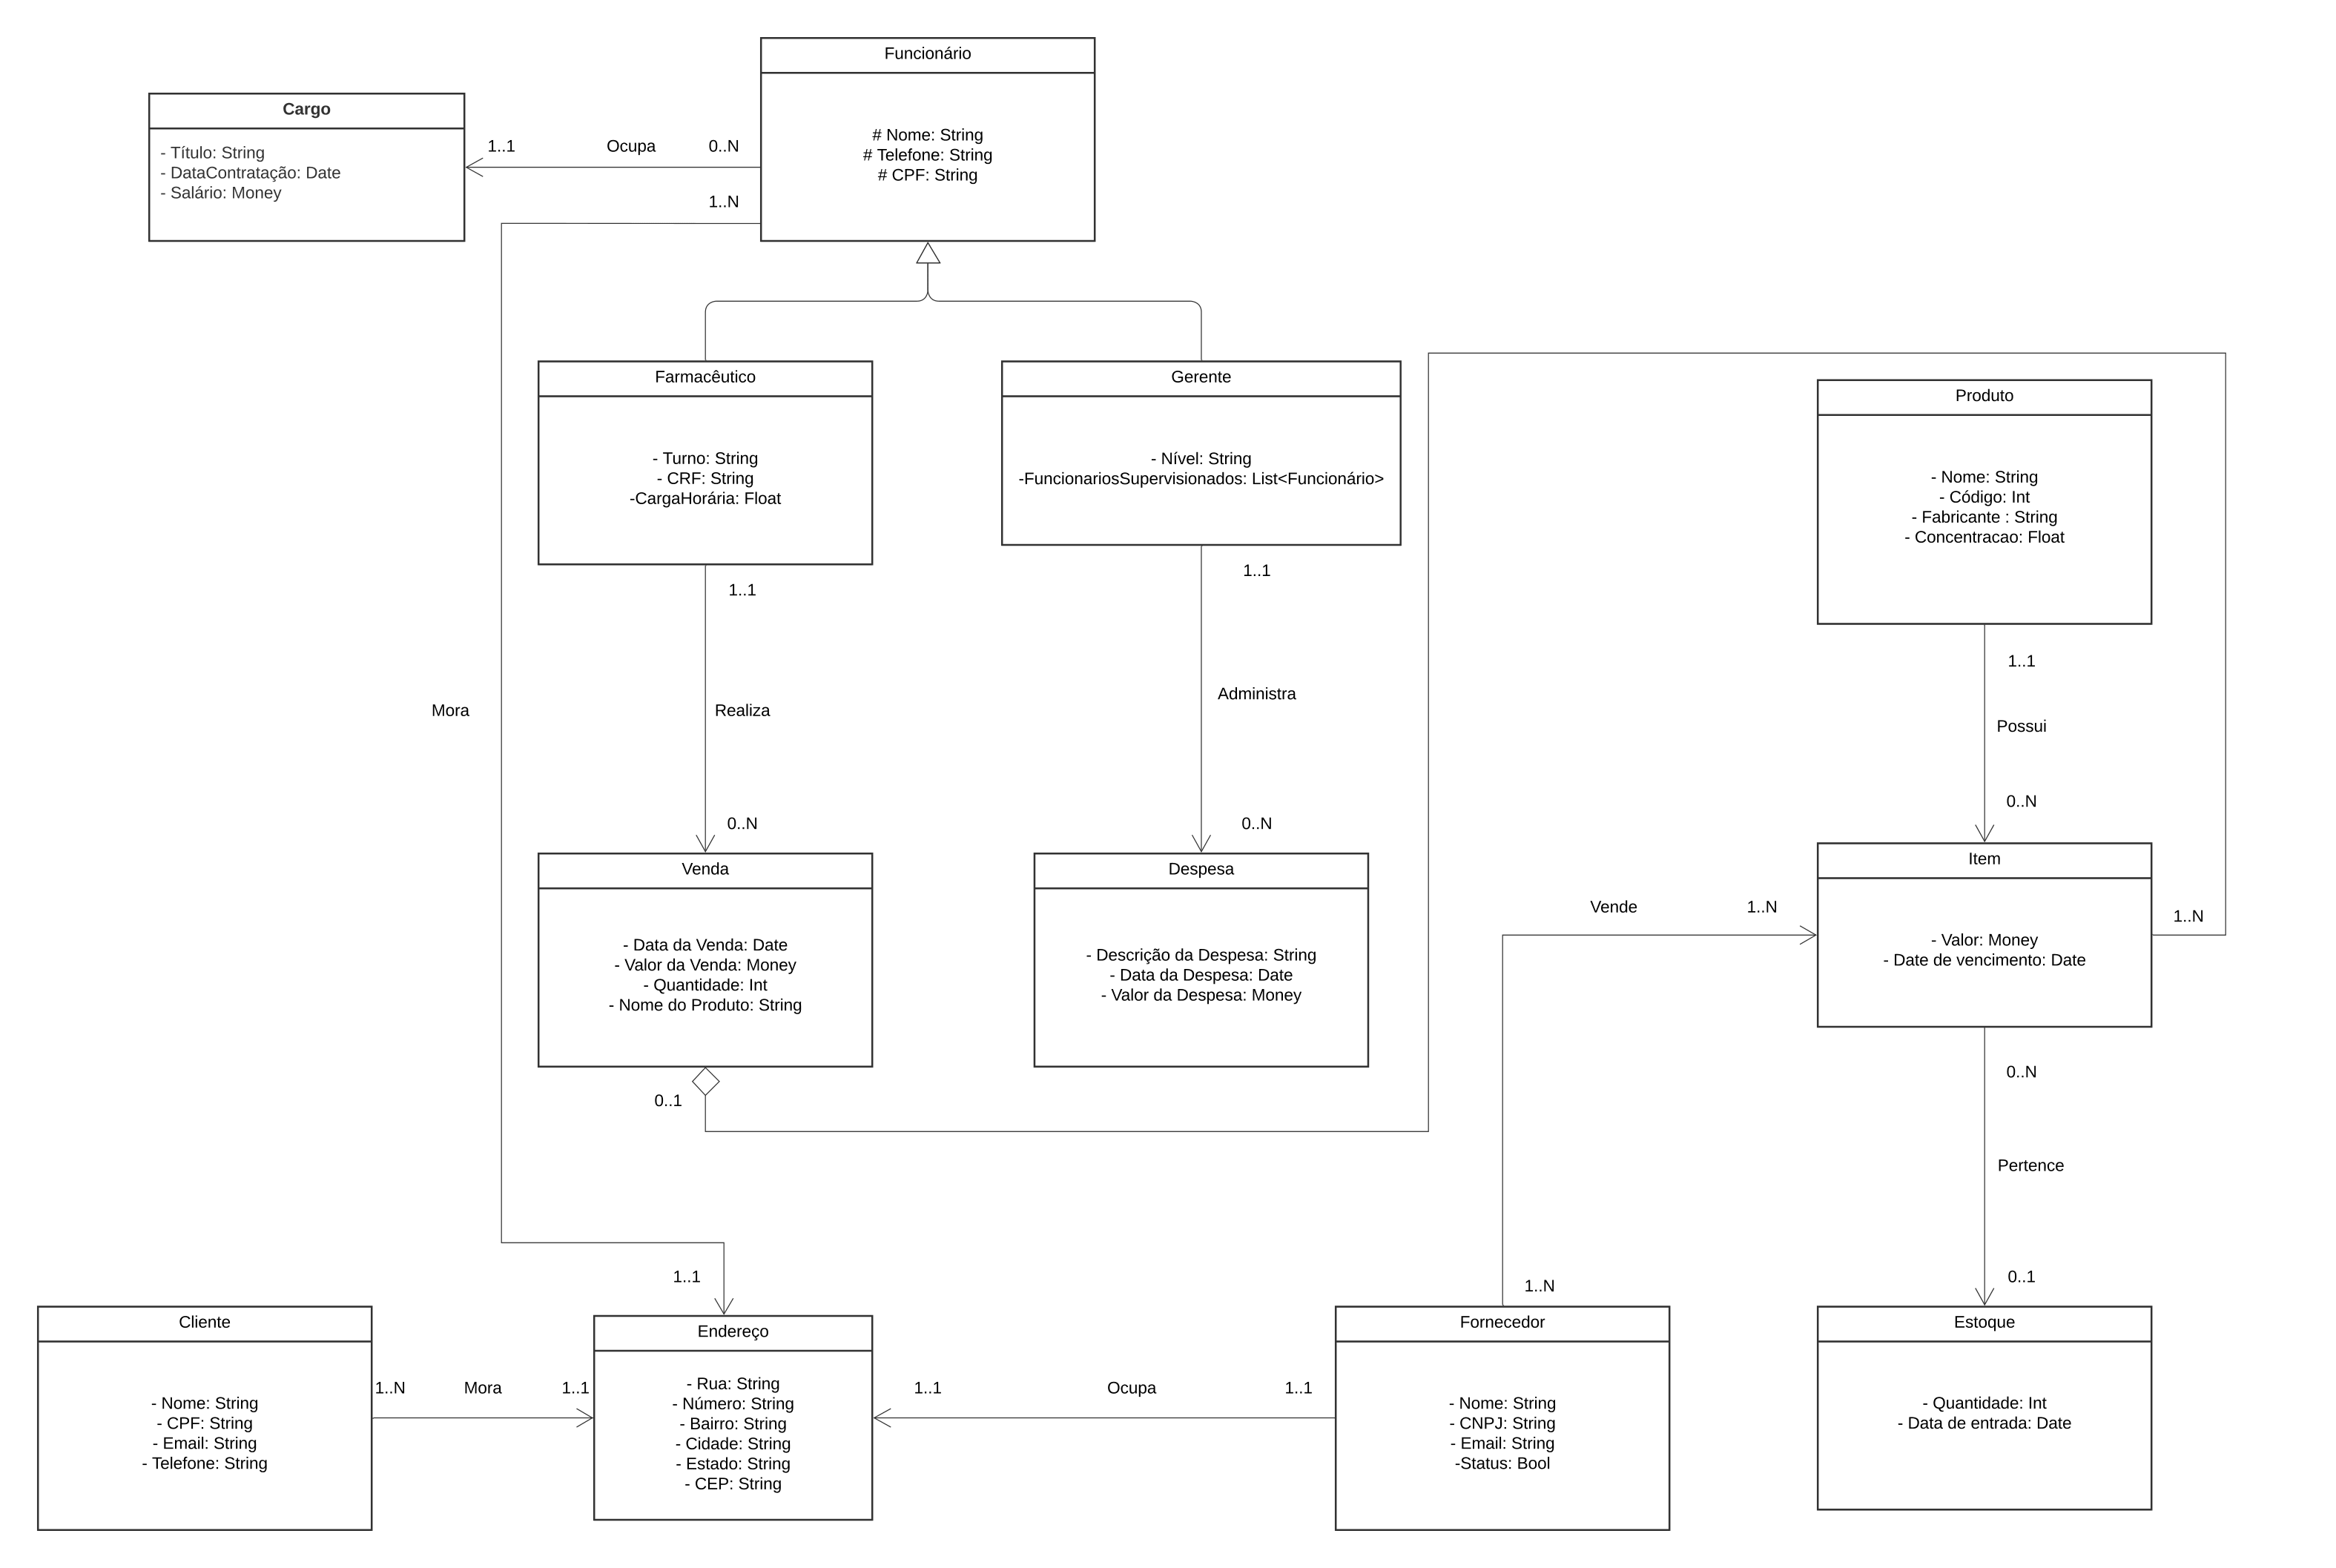 Funcionário
# Nome: String
# Telefone: String
# CPF: String
Cargo
- Título: String
- DataContratação: Date
- Salário: Money
1..1
Ocupa
0..N
1..N
Farmacêutico
- Turno: String
- CRF: String
-CargaHorária: Float
Gerente
- Nível: String
-FuncionariosSupervisionados: List<Funcionário>
Produto
- Nome: String
- Código: Int
- Fabricante : String
- Concentracao: Float
1..1
1..1
1..1
Mora
Realiza
Administra
Possui
0..N
0..N
0..N
Venda
- Data da Venda: Date
- Valor da Venda: Money
- Quantidade: Int
- Nome do Produto: String
Despesa
- Descrição da Despesa: String
- Data da Despesa: Date
- Valor da Despesa: Money
Vende
1..N
Item
- Valor: Money
- Date de vencimento: Date
1..N
0..1
0..N
Pertence
1..1
1..N
0..1
Cliente
- Nome: String
- CPF: String
- Email: String
- Telefone: String
1..N
Mora
1..1
Endereço
- Rua: String
- Número: String
- Bairro: String
- Cidade: String
- Estado: String
- CEP: String
1..1
Ocupa
1..1
Fornecedor
- Nome: String
- CNPJ: String
- Email: String
-Status: Bool
Estoque
- Quantidade: Int
- Data de entrada: Date